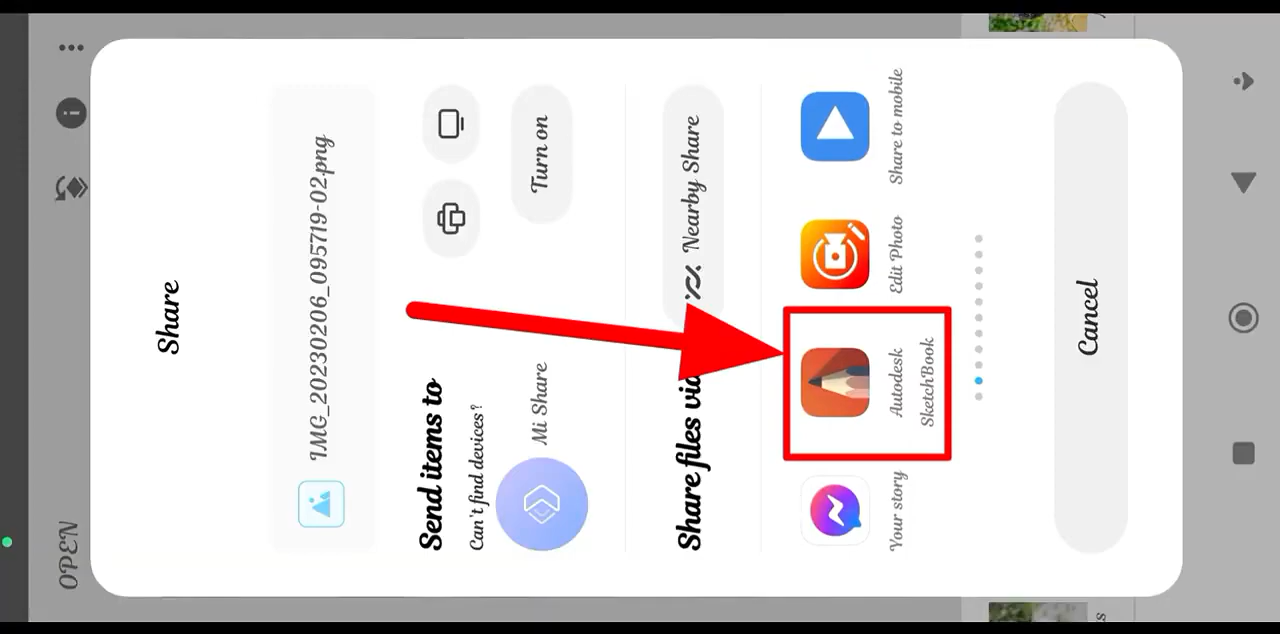 OPEN
Share
IMG_20230206_095719-02.png
Send items to
Can't find devices?
Mi Share
Turn on
Share files via
Nearby Share
Your story
Autodesk
SketchBook
Edit Photo
Share to mobile
Cancel